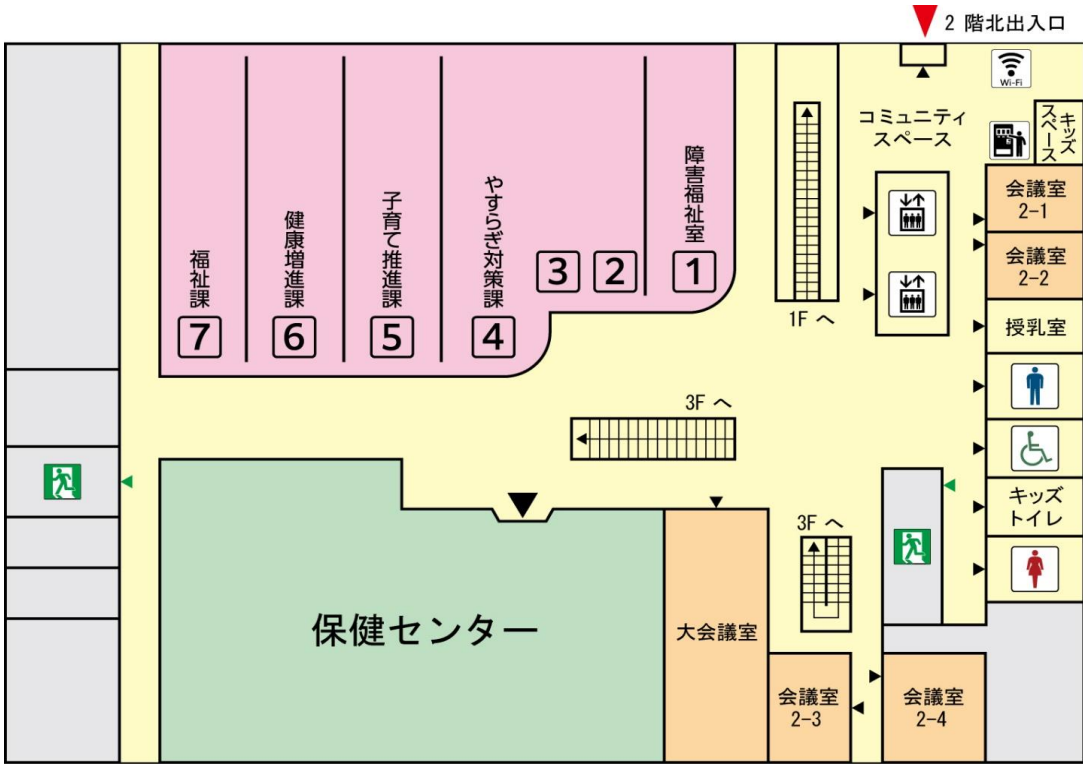 2 階北出入口
Wi-Fi
コミュニティ
スペース
キッズ
スペース
会議室
2-1
会議室
2-2
授乳室
キッズ
トイレ
1F へ
障害福祉室
1
2
3
やすらぎ対策課
4
子育て推進課
5
健康増進課
6
福祉課
7
3F へ
3F へ
保健センター
大会議室
会議室
2-3
会議室
2-4